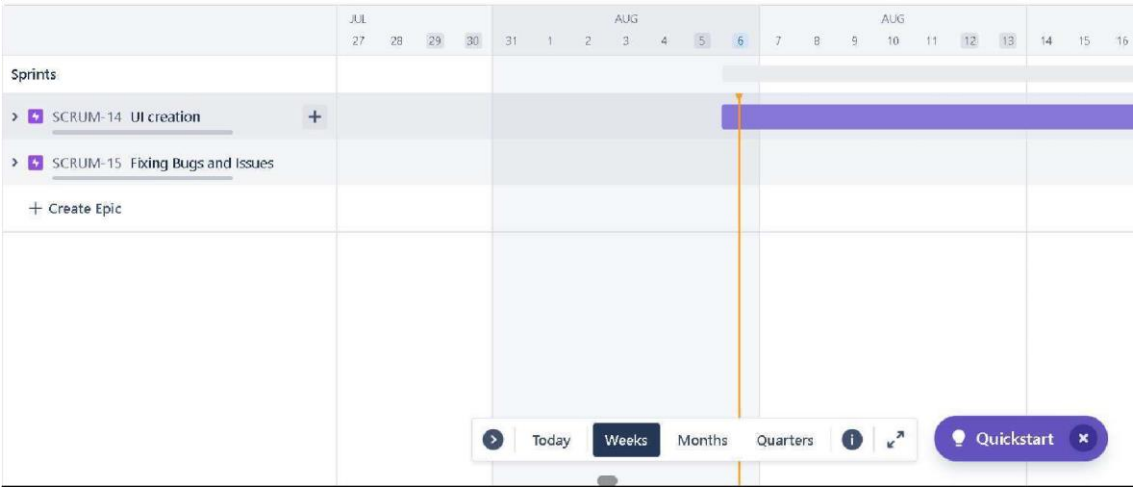 JUL AUG AUG
27 28 29 30 31 1 2 3 4 5 6 7 8 9 10 11 12 13 14 15 16
Sprints
SCRUM-14 UI creation +
SCRUM-15 Fixing Bugs and Issues
+ Create Epic
Today Weeks Months Quarters i Quickstart ×